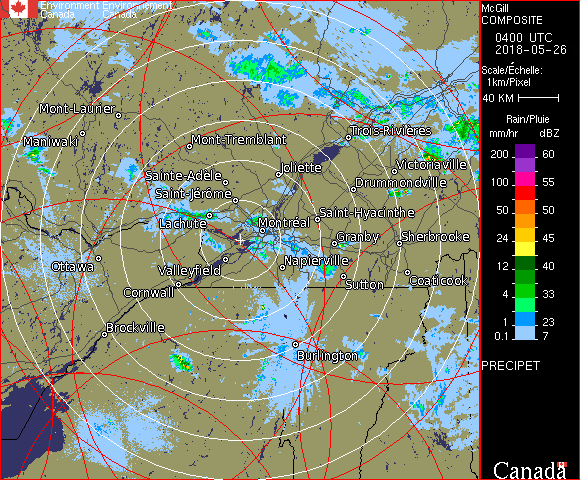 Environment Environnement
Canada Canada
McGill
COMPOSITE
0400 UTC
2018-05-26
Scale/Échelle:
1km/Pixel
40 KM
Rain/Pluie
mm/hr dBZ
200 60
150 57
100 55
50 50
24 45
12 40
4 33
1 23
0.1 7
PRECIPET
Canada
Mont-Laurier
Maniwaki
Mont-Tremblant
Trois-Rivières
Joliette
Victoriaville
Sainte-Adèle
Drummondville
Saint-Jérôme
Saint-Hyacinthe
Lachute
Montréal
Granby
Sherbrooke
Ottawa
Valleyfield
Napierville
Sutton
Coaticook
Cornwall
Brockville
Burlington